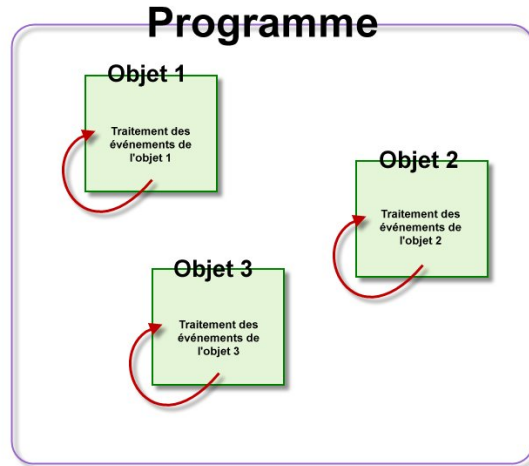 Programme
Objet 1
Traitement des
événements de
l'objet 1
Objet 2
Traitement des
événements de
l'objet 2
Objet 3
Traitement des
événements de
l'objet 3